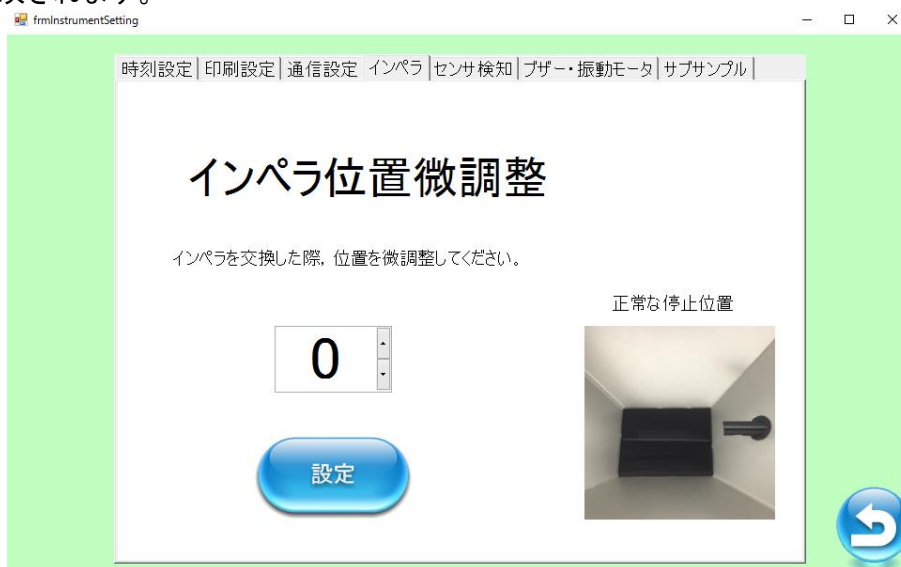 されます。
frmInstrumentSetting
時刻設定 印刷設定 通信設定 インペラ センサ検知 ブザー・振動モータ サブサンプル
インペラ位置微調整
インペラを交換した際, 位置を微調整してください。
正常な停止位置
0
設定